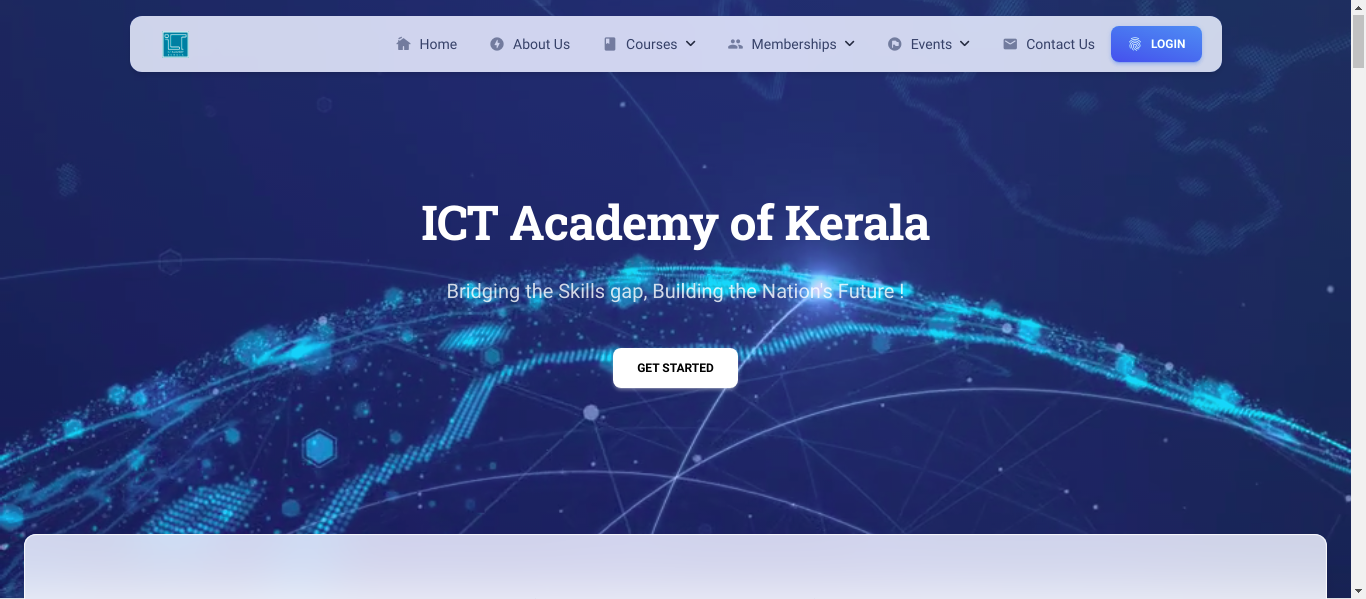 Home About Us Courses Memberships Events Contact Us LOGIN
ICT Academy of Kerala
Bridging the Skills gap, Building the Nation's Future !
GET STARTED